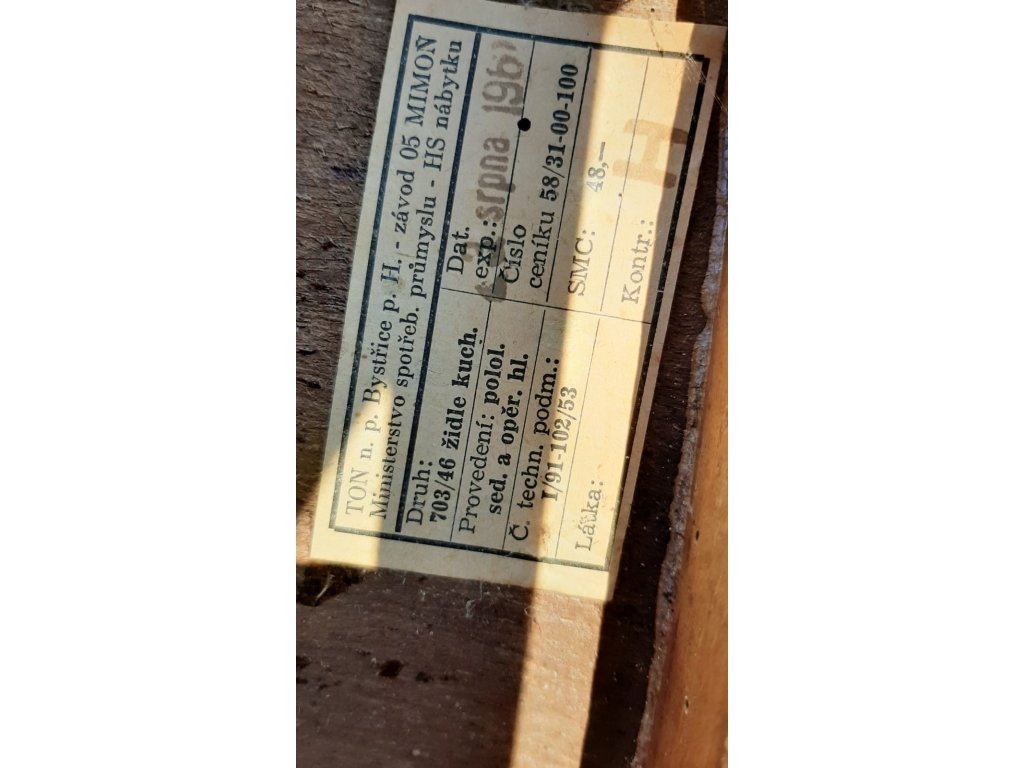 TON n. p. Bystřice p. H. - závod 05 MIMOŇ
Ministerstvo spotřeb. průmyslu - HS nábytku
Druh:
703/46 židle kuch.
Provedení: polol.
sed. a opěr. hl.
Č. techn. podm.:
I/91-102/53
Látka:
Dat.
exp.: srpna 196
Číslo
ceníku 58/31-00-100
SMC: 48,—
Kontr.: